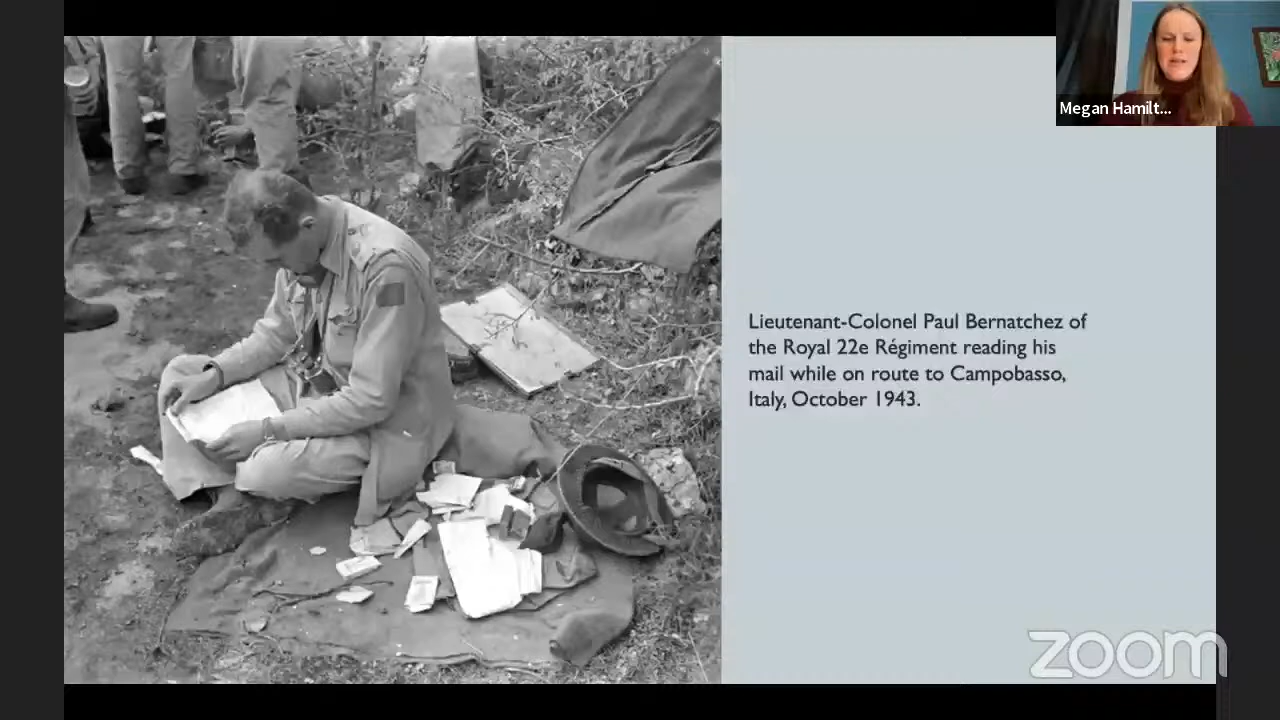 Megan Hamilt...
Lieutenant-Colonel Paul Bernatchez of
the Royal 22e Régiment reading his
mail while on route to Campobasso,
Italy, October 1943.
zoom